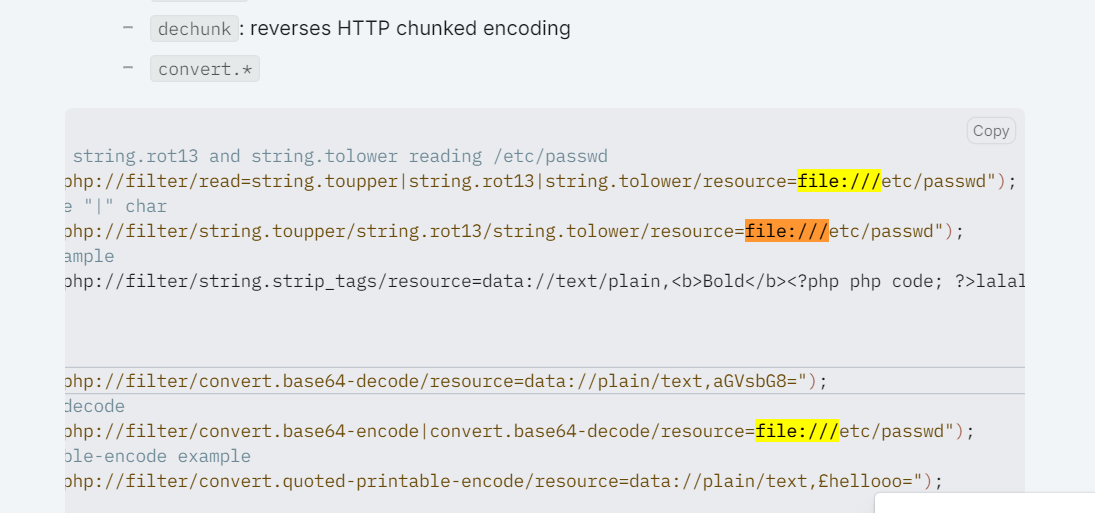 – dechunk: reverses HTTP chunked encoding
– convert.*
Copy
string.rot13 and string.tolower reading /etc/passwd
php://filter/read=string.toupper|string.rot13|string.tolower/resource=file:///etc/passwd");
e "|" char
php://filter/string.toupper/string.rot13/string.tolower/resource=file:///etc/passwd");
ample
php://filter/string.strip_tags/resource=data://text/plain,<b>Bold</b><?php php code; ?>lalal
php://filter/convert.base64-decode/resource=data://plain/text,aGVsbG8=");
decode
php://filter/convert.base64-encode|convert.base64-decode/resource=file:///etc/passwd");
ble-encode example
php://filter/convert.quoted-printable-encode/resource=data://plain/text,£hellooo=");